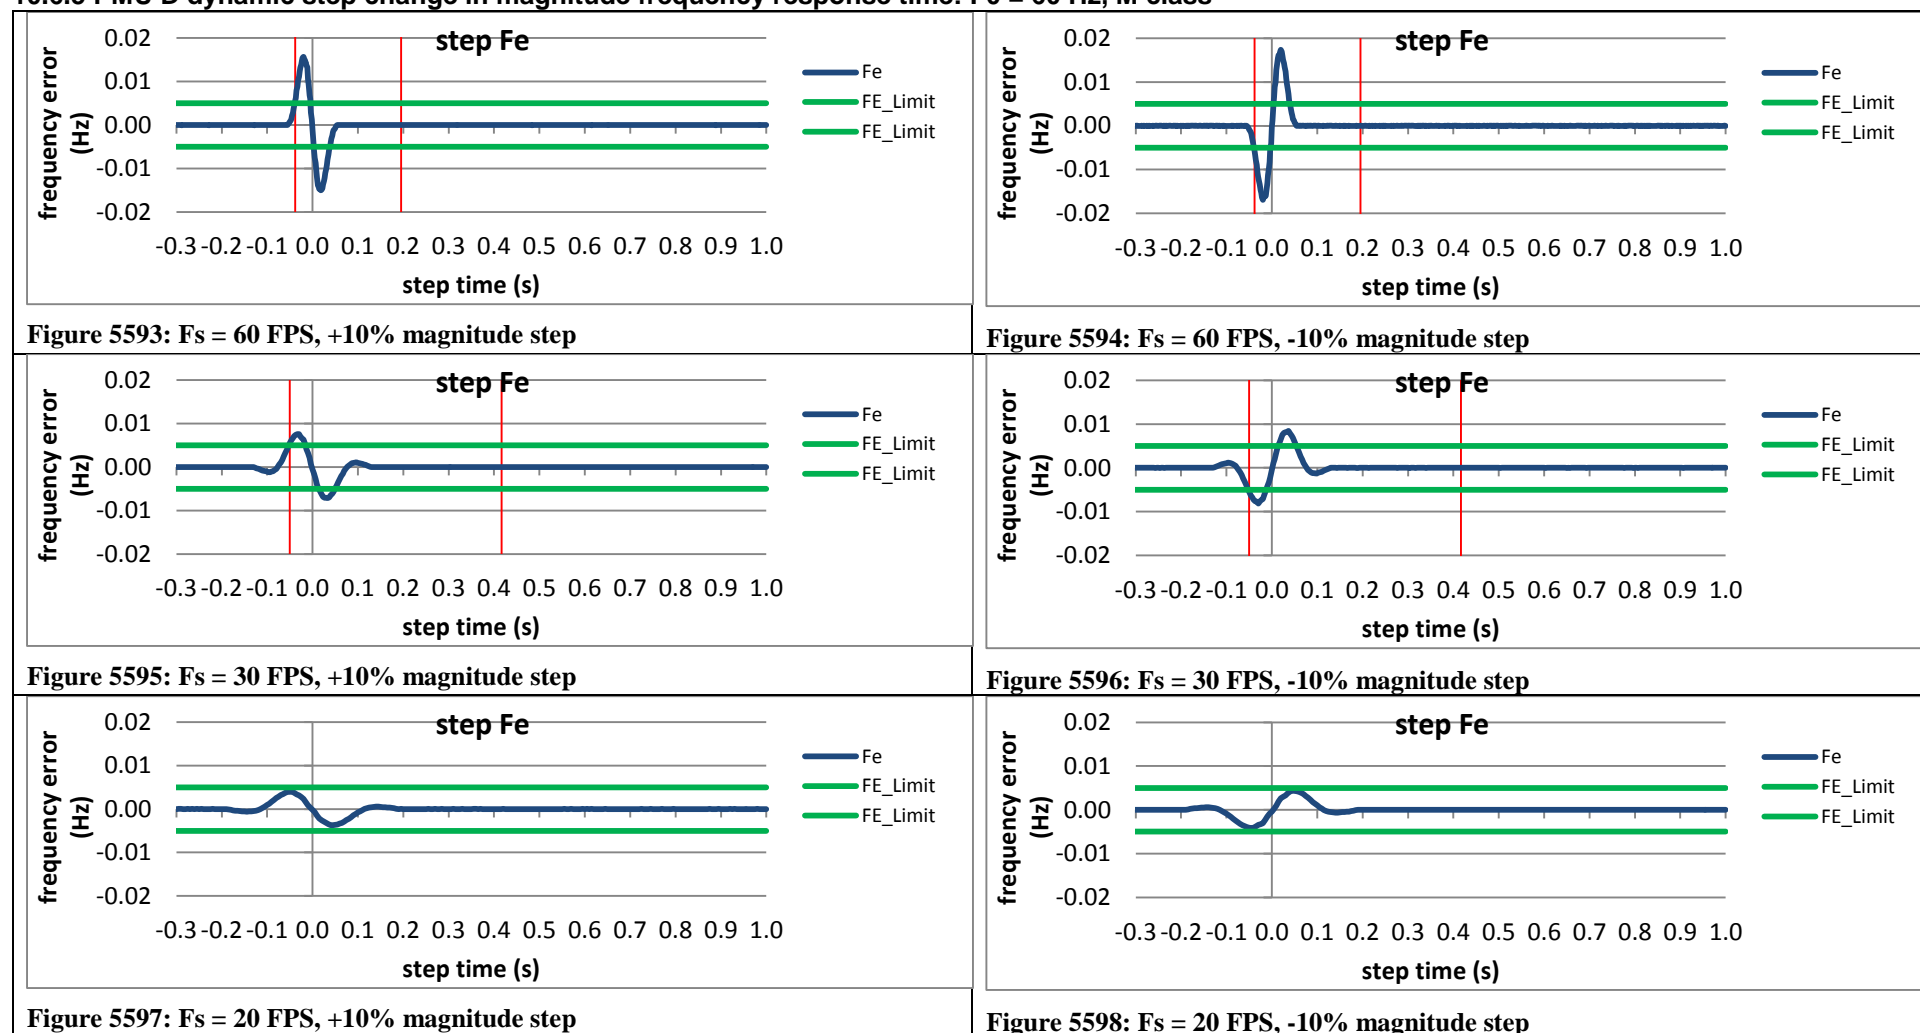 step Fe
frequency error
(Hz)
0.02
0.01
0.00
-0.01
-0.02
-0.3 -0.2 -0.1 0.0 0.1 0.2 0.3 0.4 0.5 0.6 0.7 0.8 0.9 1.0
step time (s)
Fe
FE_Limit
FE_Limit
Figure 5593: Fs = 60 FPS, +10% magnitude step
step Fe
frequency error
(Hz)
0.02
0.01
0.00
-0.01
-0.02
-0.3 -0.2 -0.1 0.0 0.1 0.2 0.3 0.4 0.5 0.6 0.7 0.8 0.9 1.0
step time (s)
Fe
FE_Limit
FE_Limit
Figure 5594: Fs = 60 FPS, -10% magnitude step
step Fe
frequency error
(Hz)
0.02
0.01
0.00
-0.01
-0.02
-0.3 -0.2 -0.1 0.0 0.1 0.2 0.3 0.4 0.5 0.6 0.7 0.8 0.9 1.0
step time (s)
Fe
FE_Limit
FE_Limit
Figure 5595: Fs = 30 FPS, +10% magnitude step
step Fe
frequency error
(Hz)
0.02
0.01
0.00
-0.01
-0.02
-0.3 -0.2 -0.1 0.0 0.1 0.2 0.3 0.4 0.5 0.6 0.7 0.8 0.9 1.0
step time (s)
Fe
FE_Limit
FE_Limit
Figure 5596: Fs = 30 FPS, -10% magnitude step
step Fe
frequency error
(Hz)
0.02
0.01
0.00
-0.01
-0.02
-0.3 -0.2 -0.1 0.0 0.1 0.2 0.3 0.4 0.5 0.6 0.7 0.8 0.9 1.0
step time (s)
Fe
FE_Limit
FE_Limit
Figure 5597: Fs = 20 FPS, +10% magnitude step
step Fe
frequency error
(Hz)
0.02
0.01
0.00
-0.01
-0.02
-0.3 -0.2 -0.1 0.0 0.1 0.2 0.3 0.4 0.5 0.6 0.7 0.8 0.9 1.0
step time (s)
Fe
FE_Limit
FE_Limit
Figure 5598: Fs = 20 FPS, -10% magnitude step